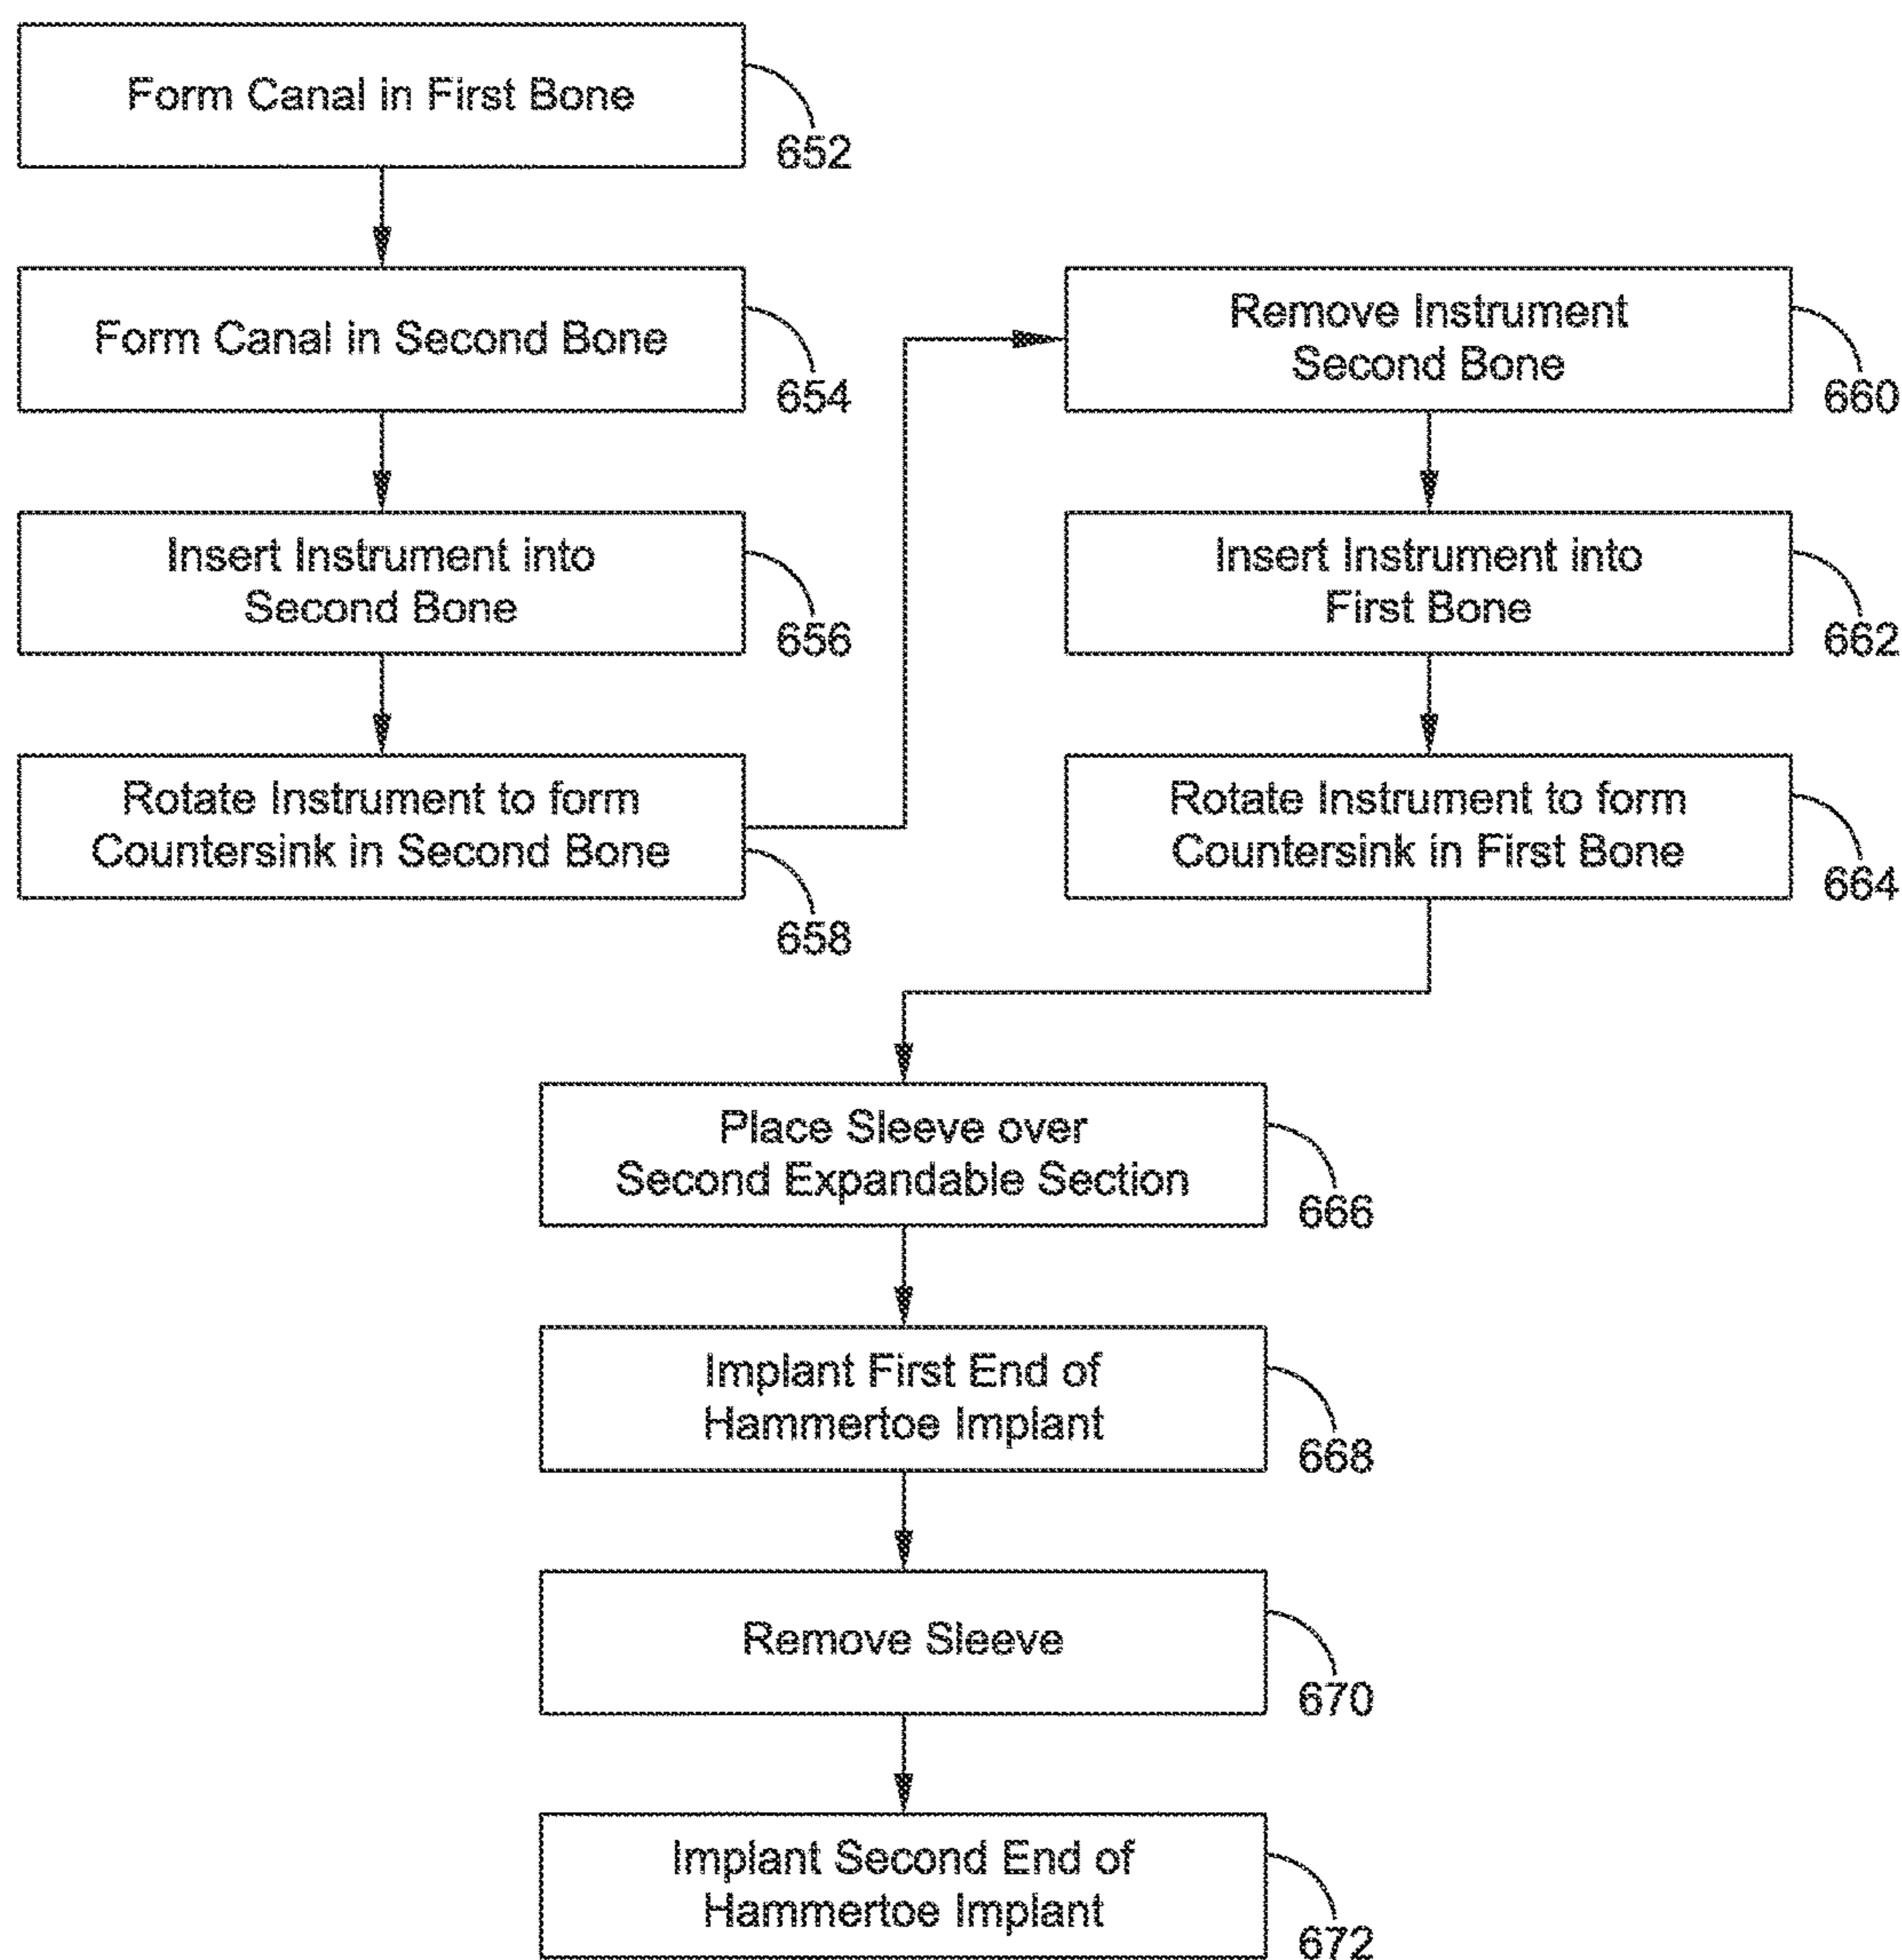 Form Canal in First Bone
652
Form Canal in Second Bone
654
Insert Instrument into
Second Bone
656
Rotate Instrument to form
Countersink in Second Bone
658
Remove Instrument
Second Bone
660
Insert Instrument into
First Bone
662
Rotate Instrument to form
Countersink in First Bone
664
Place Sleeve over
Second Expandable Section
666
Implant First End of
Hammertoe Implant
668
Remove Sleeve
670
Implant Second End of
Hammertoe Implant
672